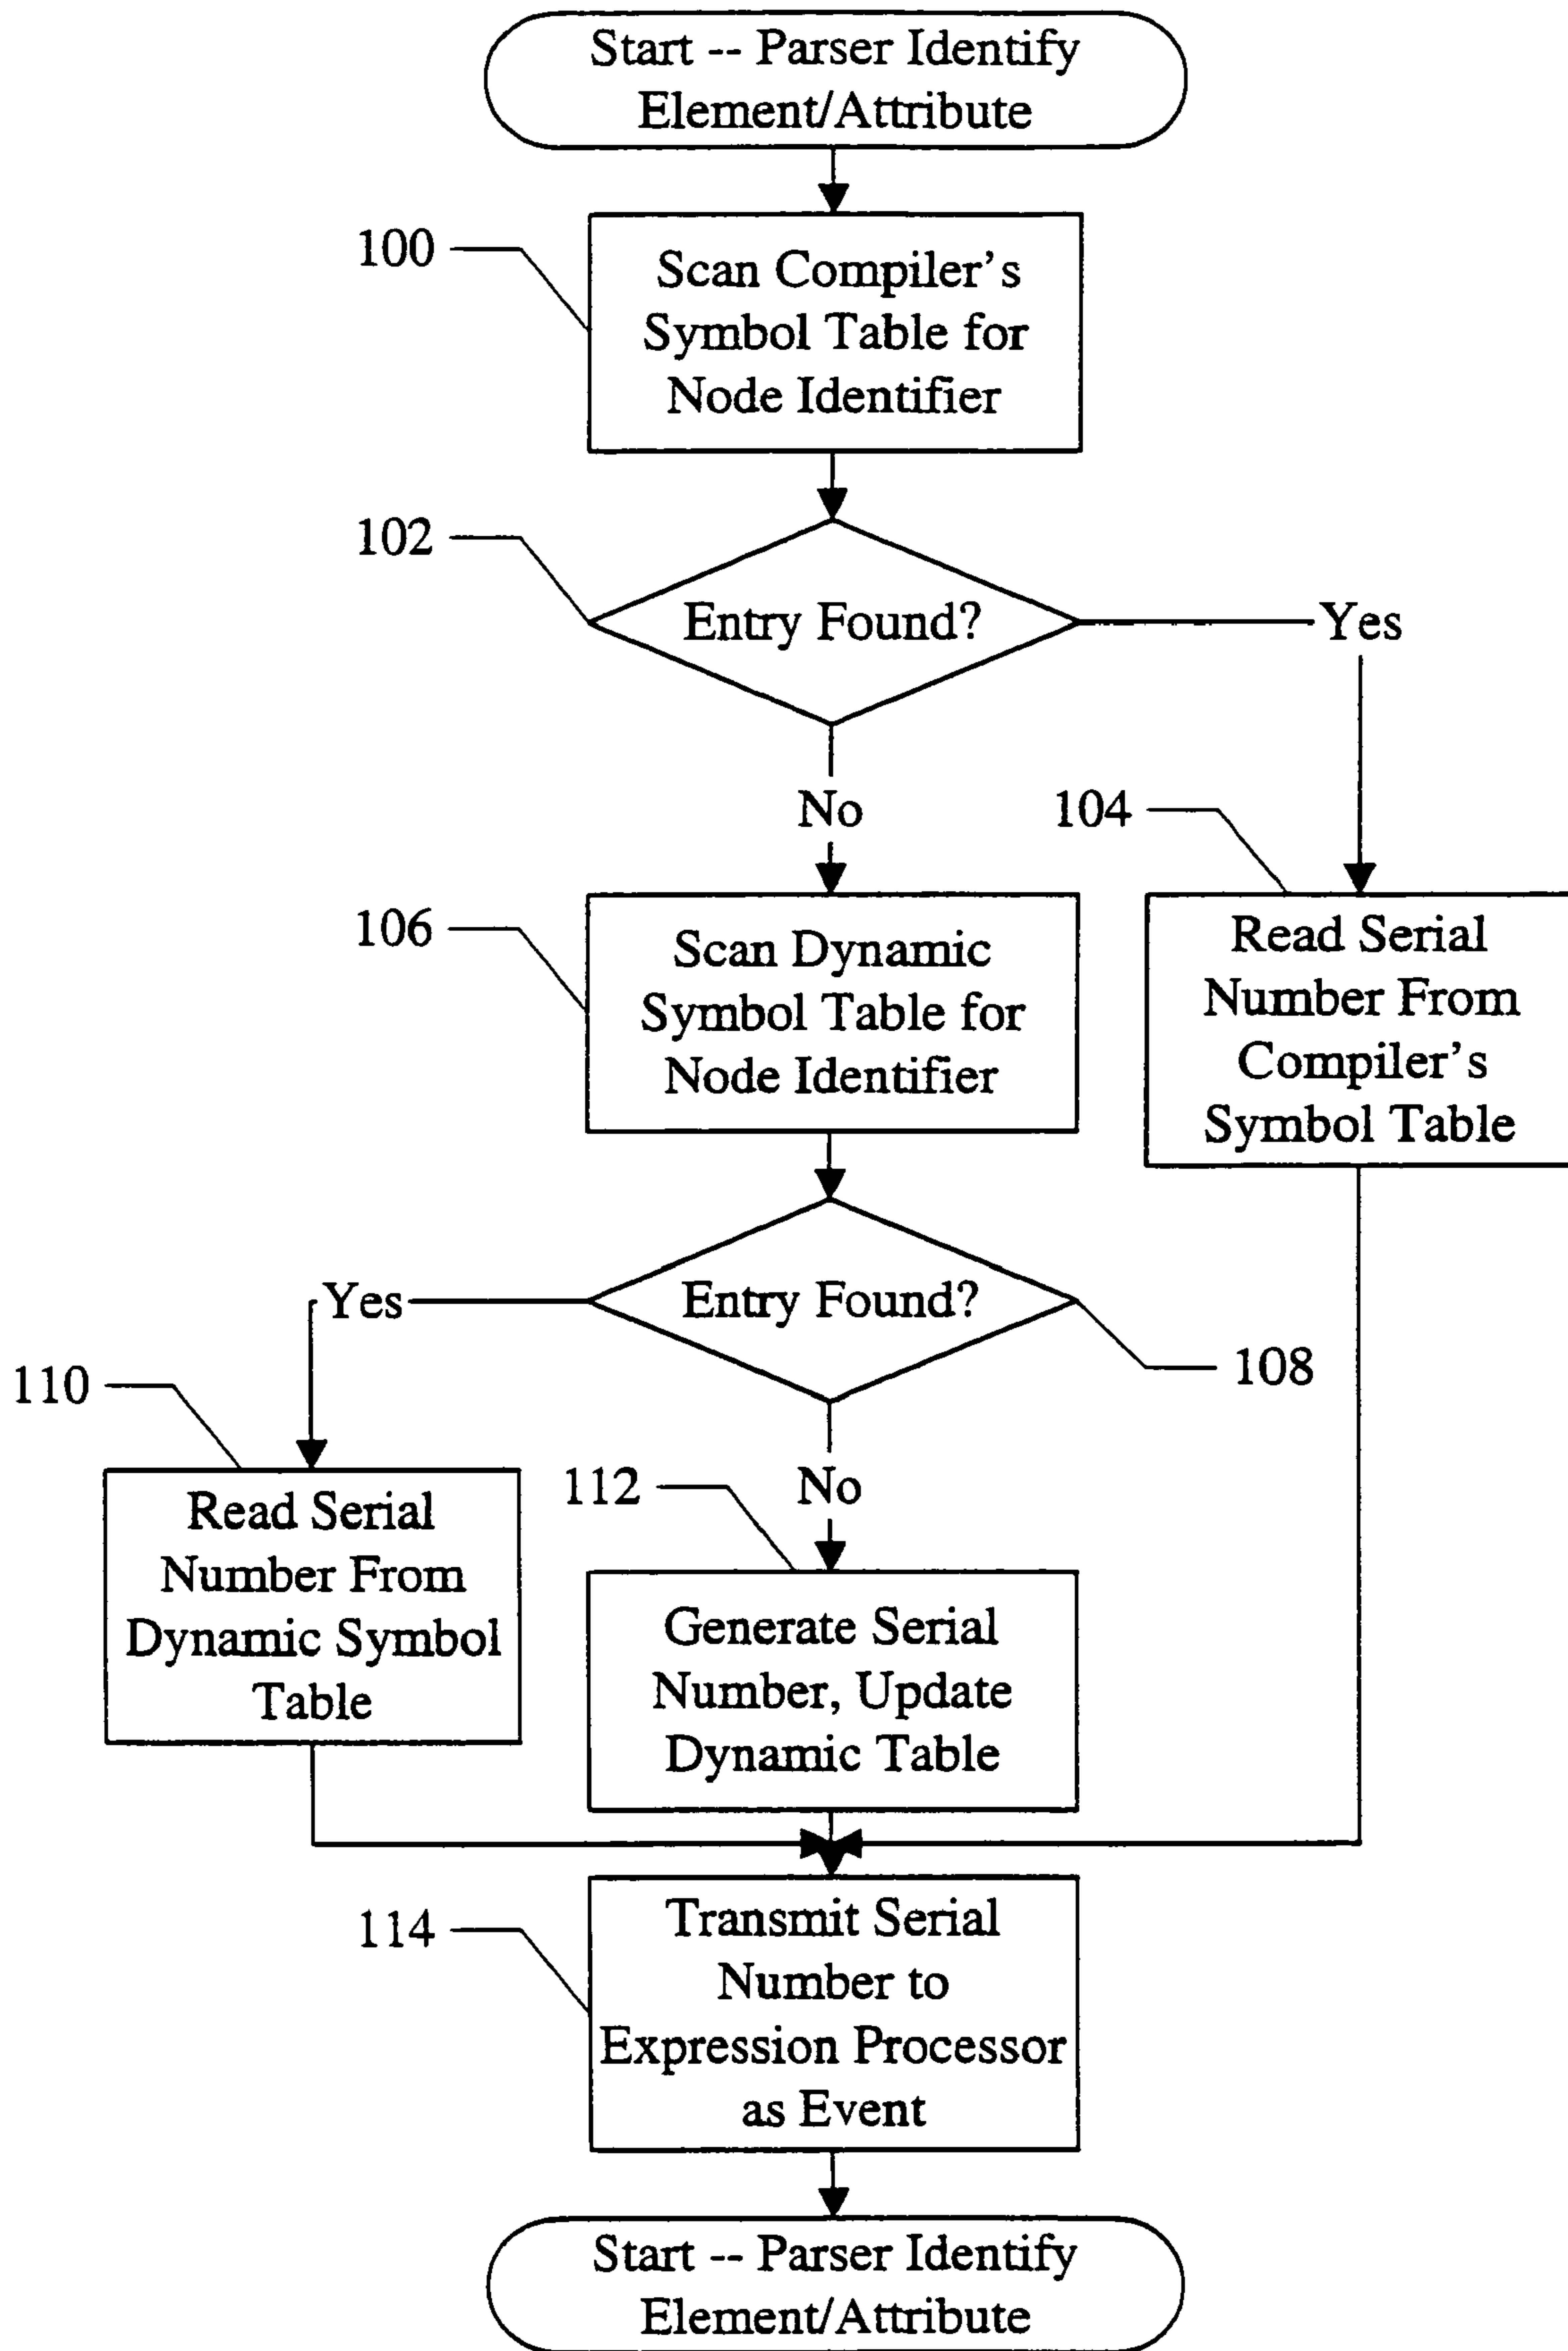 Start -- Parser Identify
Element/Attribute
100
Scan Compiler's
Symbol Table for
Node Identifier
102
Entry Found?
Yes
No
104
106
Scan Dynamic
Symbol Table for
Node Identifier
Read Serial
Number From
Compiler's
Symbol Table
Yes
Entry Found?
108
110
112
No
Read Serial
Number From
Dynamic Symbol
Table
Generate Serial
Number, Update
Dynamic Table
114
Transmit Serial
Number to
Expression Processor
as Event
Start -- Parser Identify
Element/Attribute